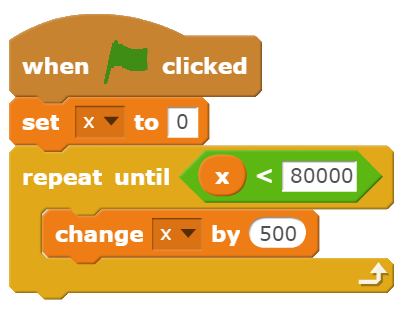 when clicked
set x to 0
repeat until x < 80000
change x by 500